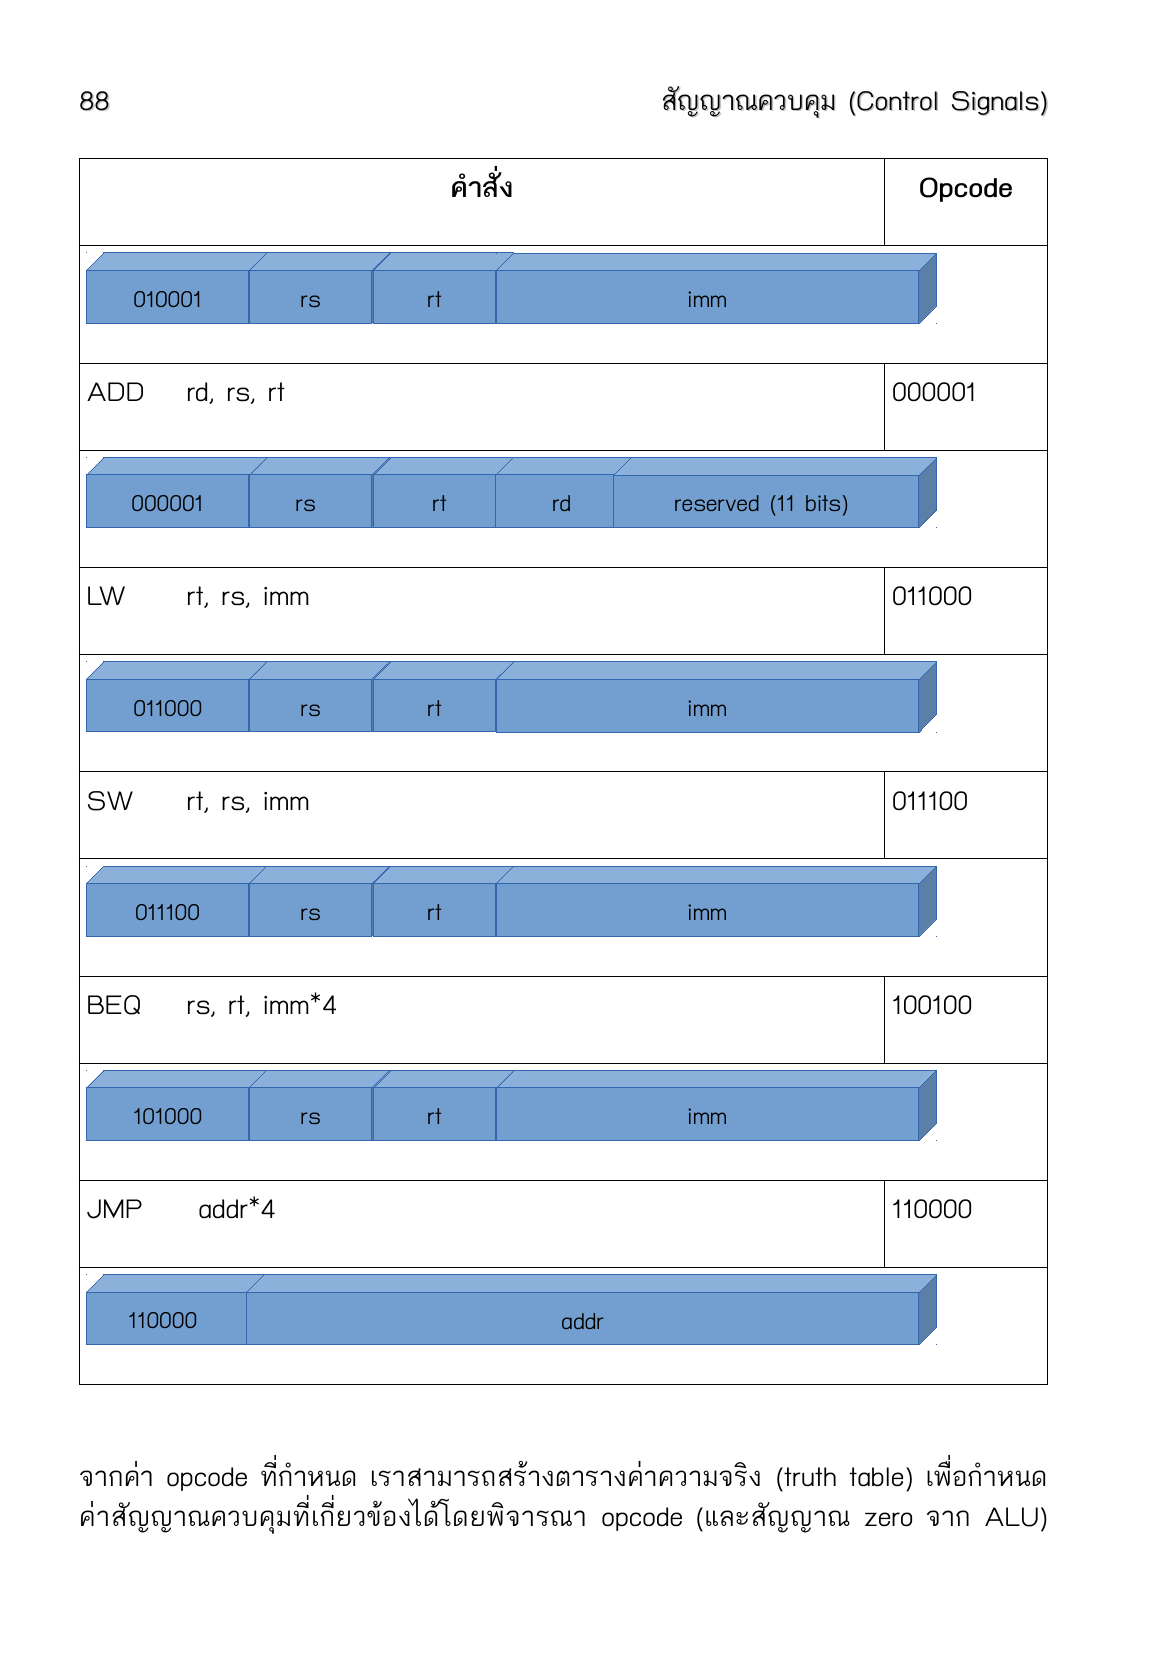 88 สัญญาณควบคุม (Control Signals)
คำสั่ง Opcode
010001 rs rt imm
ADD rd, rs, rt 000001
000001 rs rt rd reserved (11 bits)
LW rt, rs, imm 011000
011000 rs rt imm
SW rt, rs, imm 011100
011100 rs rt imm
BEQ rs, rt, imm*4 100100
101000 rs rt imm
JMP addr*4 110000
110000 addr
จากค่า opcode ที่กำหนด เราสามารถสร้างตารางค่าความจริง (truth table) เพื่อกำหนด
ค่าสัญญาณควบคุมที่เกี่ยวข้องได้โดยพิจารณา opcode (และสัญญาณ zero จาก ALU)